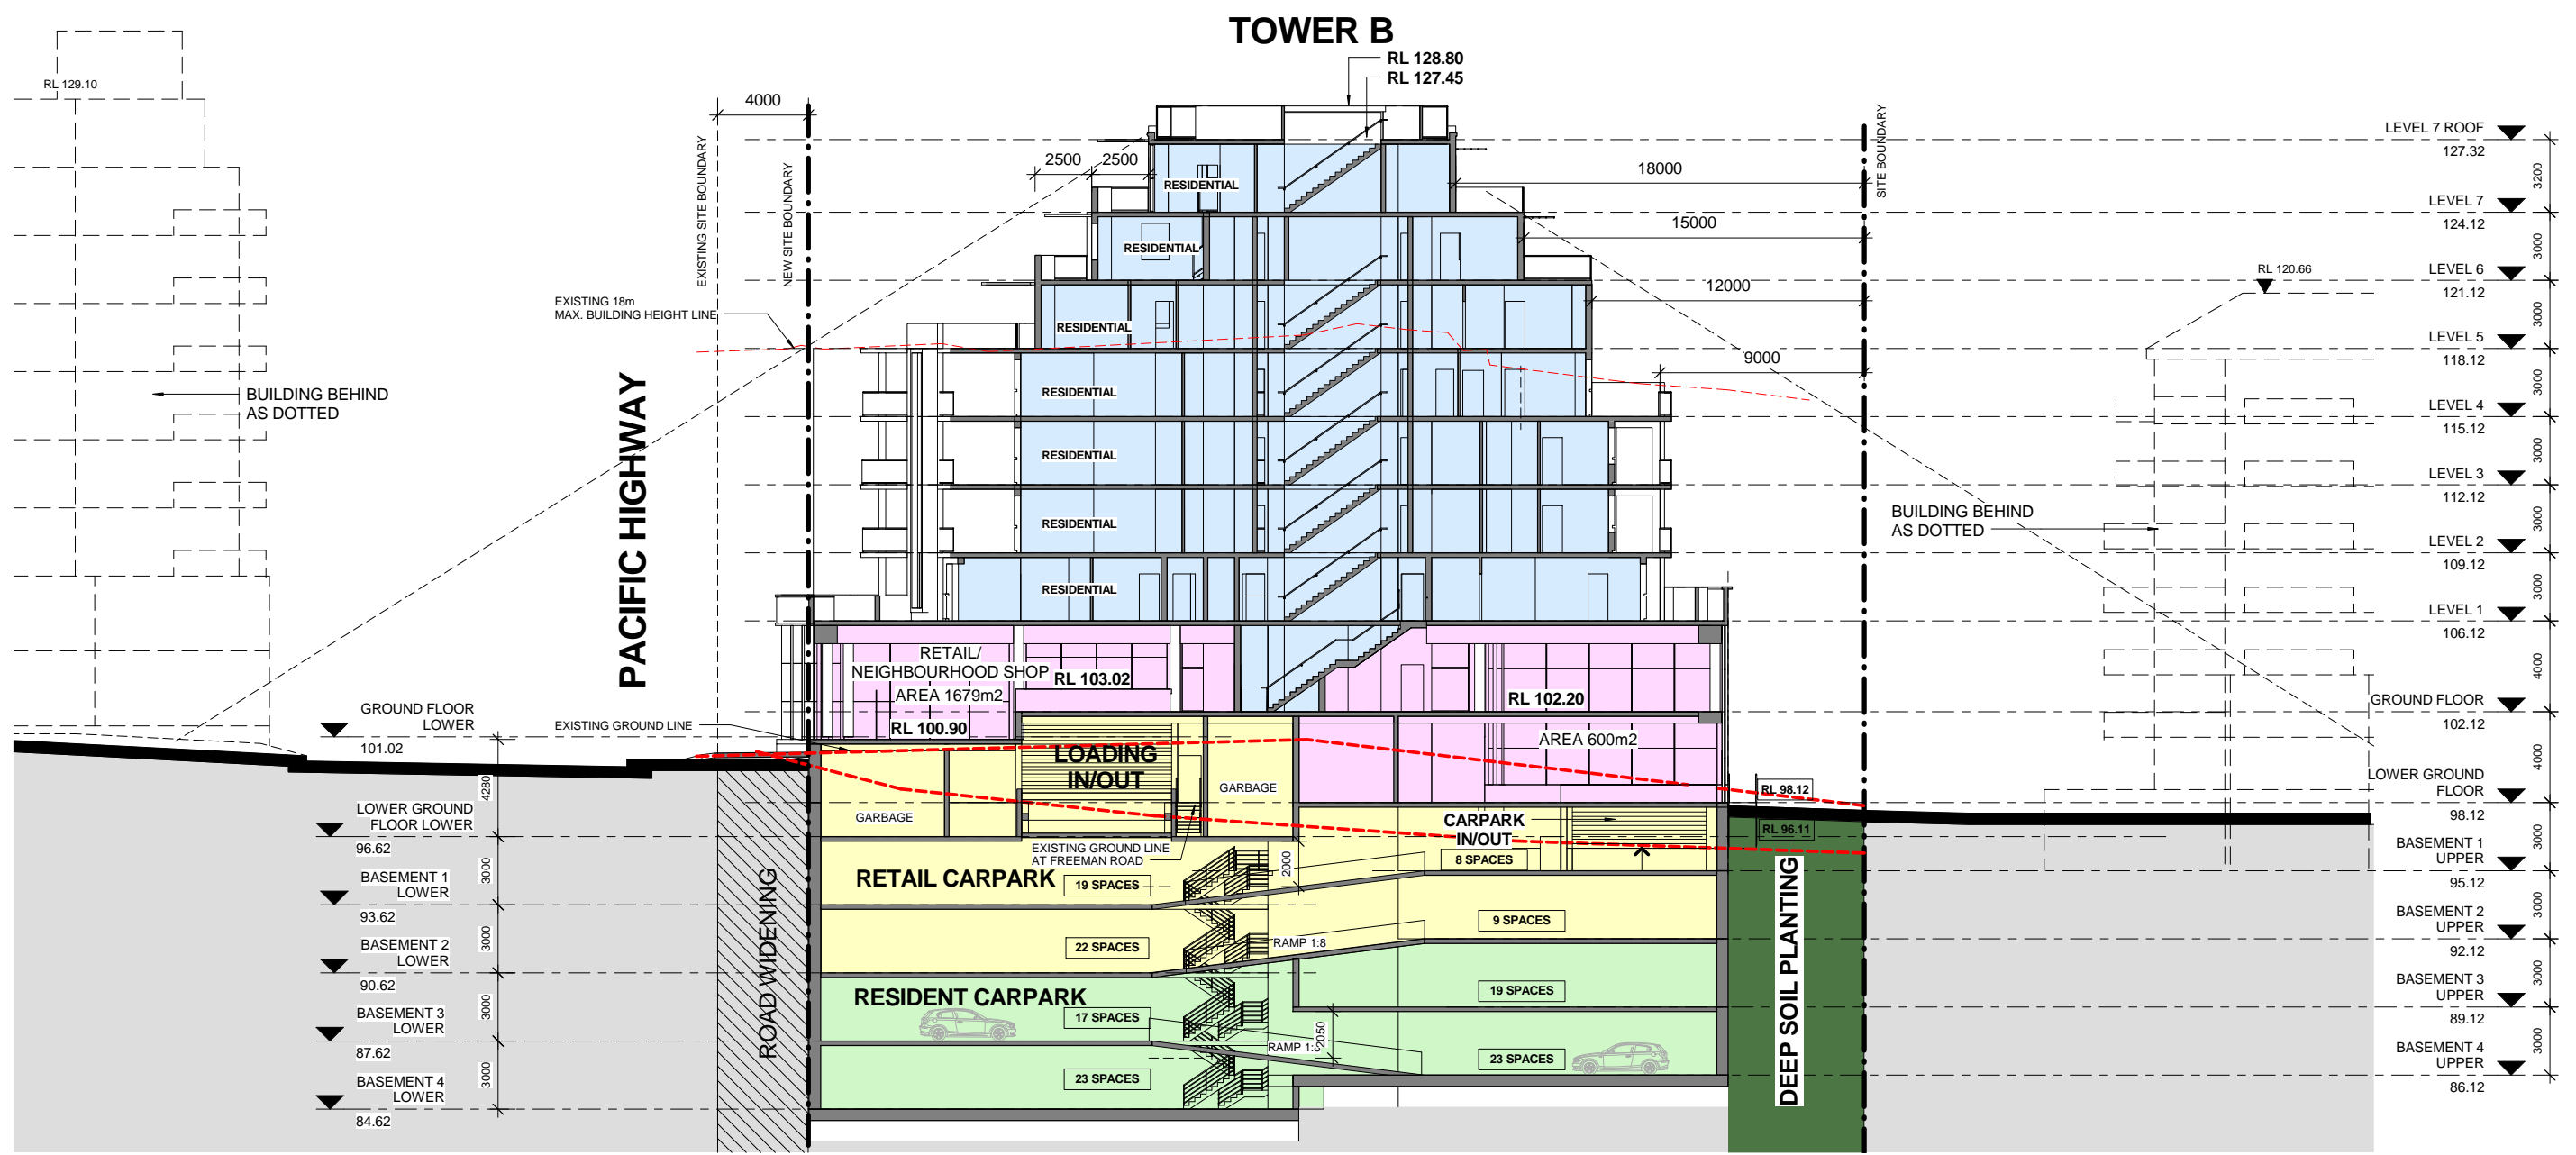 TOWER B
RL 128.80
RL 127.45
RL 129.10
4000
EXISTING SITE BOUNDARY
NEW SITE BOUNDARY
SITE BOUNDARY
2500
2500
18000
15000
12000
9000
RESIDENTIAL
RESIDENTIAL
RESIDENTIAL
RESIDENTIAL
RESIDENTIAL
RESIDENTIAL
RESIDENTIAL
EXISTING 18m
MAX. BUILDING HEIGHT LINE
BUILDING BEHIND
AS DOTTED
PACIFIC HIGHWAY
RL 120.66
BUILDING BEHIND
AS DOTTED
LEVEL 7 ROOF
127.32
3200
LEVEL 7
124.12
3000
LEVEL 6
121.12
3000
LEVEL 5
118.12
3000
LEVEL 4
115.12
3000
LEVEL 3
112.12
3000
LEVEL 2
109.12
3000
LEVEL 1
106.12
4000
GROUND FLOOR
102.12
4000
LOWER GROUND
FLOOR
98.12
3000
BASEMENT 1
UPPER
95.12
3000
BASEMENT 2
UPPER
92.12
3000
BASEMENT 3
UPPER
89.12
3000
BASEMENT 4
UPPER
86.12
RETAIL/
NEIGHBOURHOOD SHOP
AREA 1679m2
RL 103.02
RL 100.90
RL 102.20
AREA 600m2
EXISTING GROUND LINE
GROUND FLOOR
LOWER
101.02
4280
LOWER GROUND
FLOOR LOWER
96.62
3000
BASEMENT 1
LOWER
93.62
3000
BASEMENT 2
LOWER
90.62
3000
BASEMENT 3
LOWER
87.62
3000
BASEMENT 4
LOWER
84.62
LOADING
IN/OUT
GARBAGE
GARBAGE
EXISTING GROUND LINE
AT FREEMAN ROAD
CARPARK
IN/OUT
8 SPACES
RL 98.12
RL 96.11
RETAIL CARPARK
19 SPACES
2000
9 SPACES
22 SPACES
RAMP 1:8
RESIDENT CARPARK
19 SPACES
17 SPACES
RAMP 1:8
2050
23 SPACES
23 SPACES
ROAD WIDENING
DEEP SOIL PLANTING